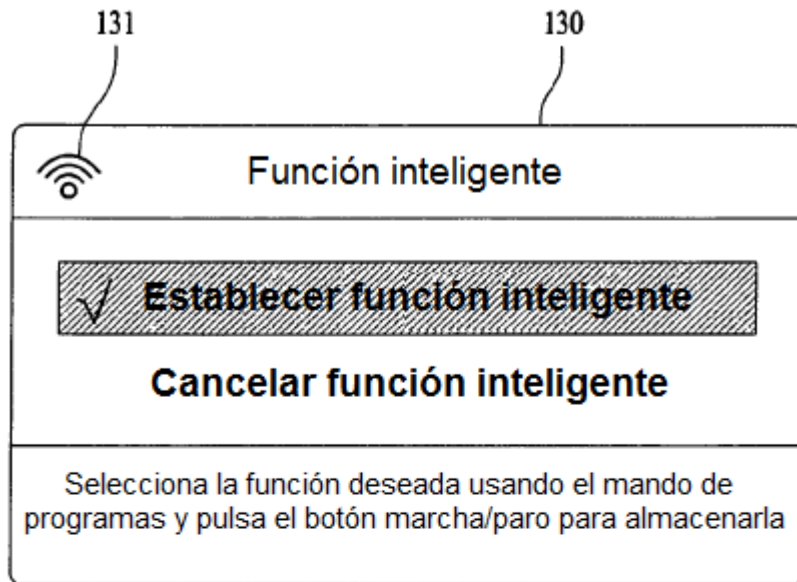 131 130
Función inteligente
√ Establecer función inteligente
Cancelar función inteligente
Selecciona la función deseada usando el mando de
programas y pulsa el botón marcha/paro para almacenarla